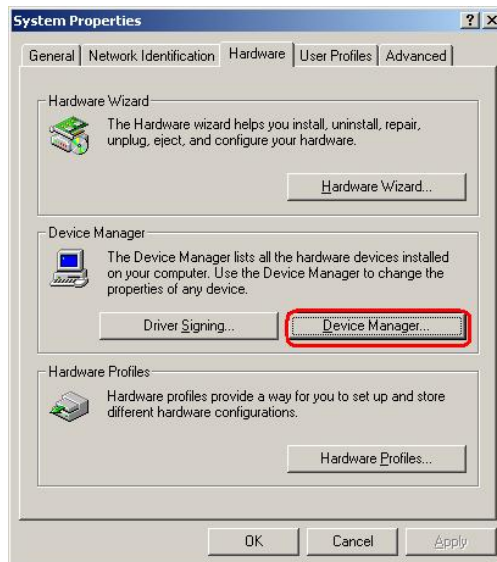 System Properties
General
Network Identification
Hardware
User Profiles
Advanced
Hardware Wizard
The Hardware wizard helps you install, uninstall, repair,
unplug, eject, and configure your hardware.
Hardware Wizard...
Device Manager
The Device Manager lists all the hardware devices installed
on your computer. Use the Device Manager to change the
properties of any device.
Driver Signing...
Device Manager...
Hardware Profiles
Hardware profiles provide a way for you to set up and store
different hardware configurations.
Hardware Profiles...
OK
Cancel
Apply